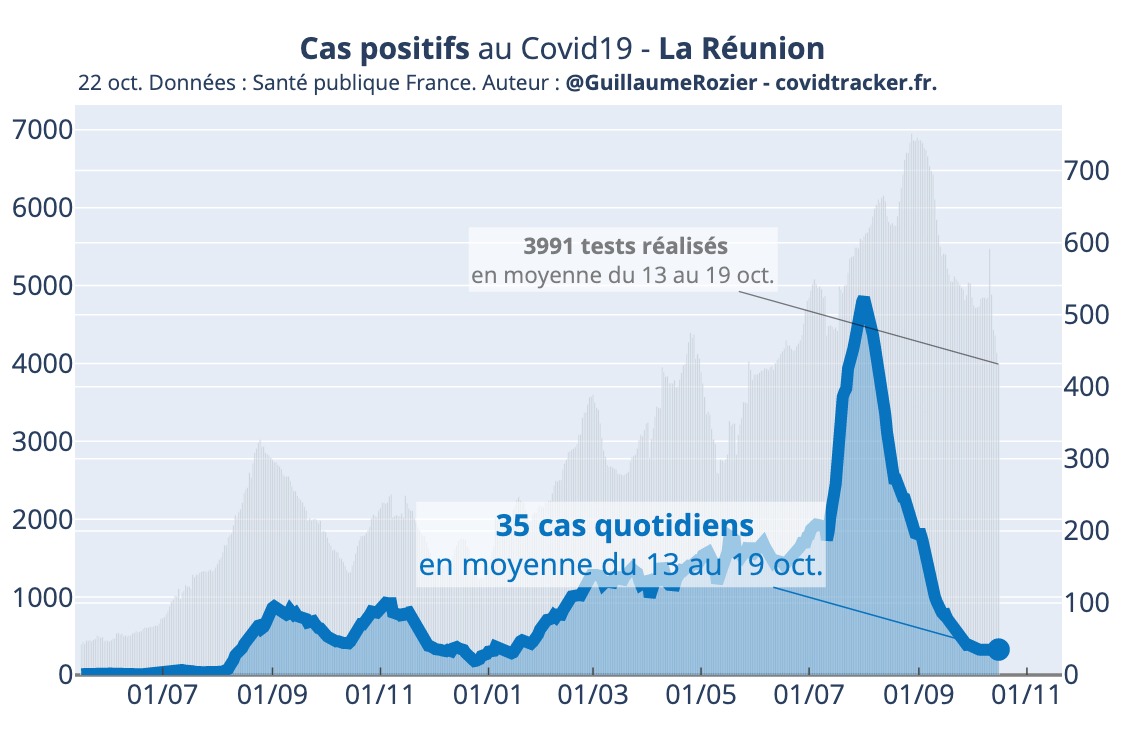 Cas positifs au Covid19 - La Réunion
22 oct. Données : Santé publique France. Auteur : @GuillaumeRozier - covidtracker.fr.
7000
6000
5000
4000
3000
2000
1000
0
700
600
500
400
300
200
100
0
3991 tests réalisés
en moyenne du 13 au 19 oct.
35 cas quotidiens
en moyenne du 13 au 19 oct.
01/07 01/09 01/11 01/01 01/03 01/05 01/07 01/09 01/11